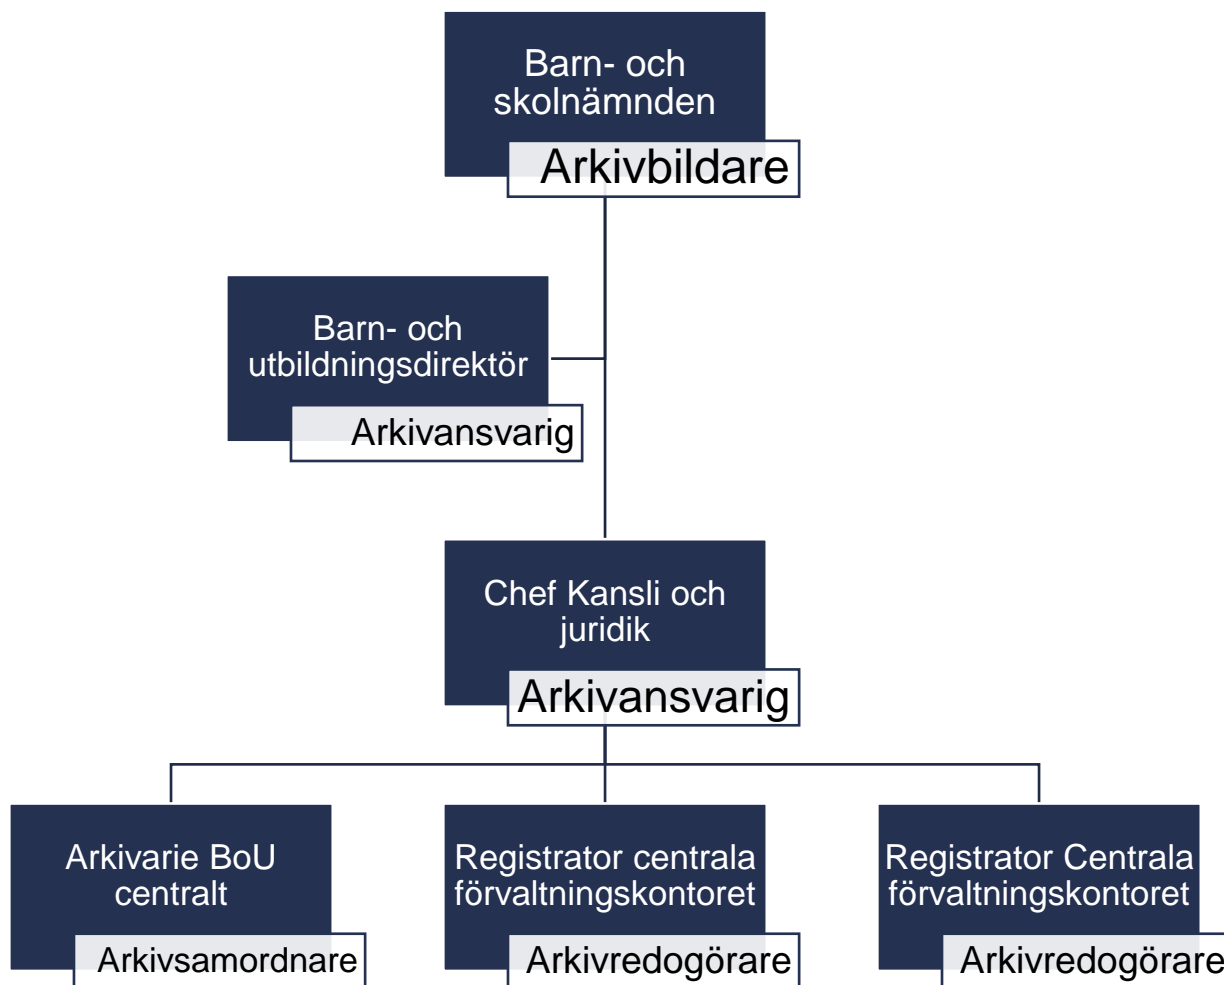 Barn- och
skolnämnden
Arkivbildare
Barn- och
utbildningsdirektör
Arkivansvarig
Chef Kansli och
juridik
Arkivansvarig
Arkivarie BoU
centralt
Arkivsamordnare
Registrator centrala
förvaltningskontoret
Arkivredogörare
Registrator Centrala
förvaltningskontoret
Arkivredogörare